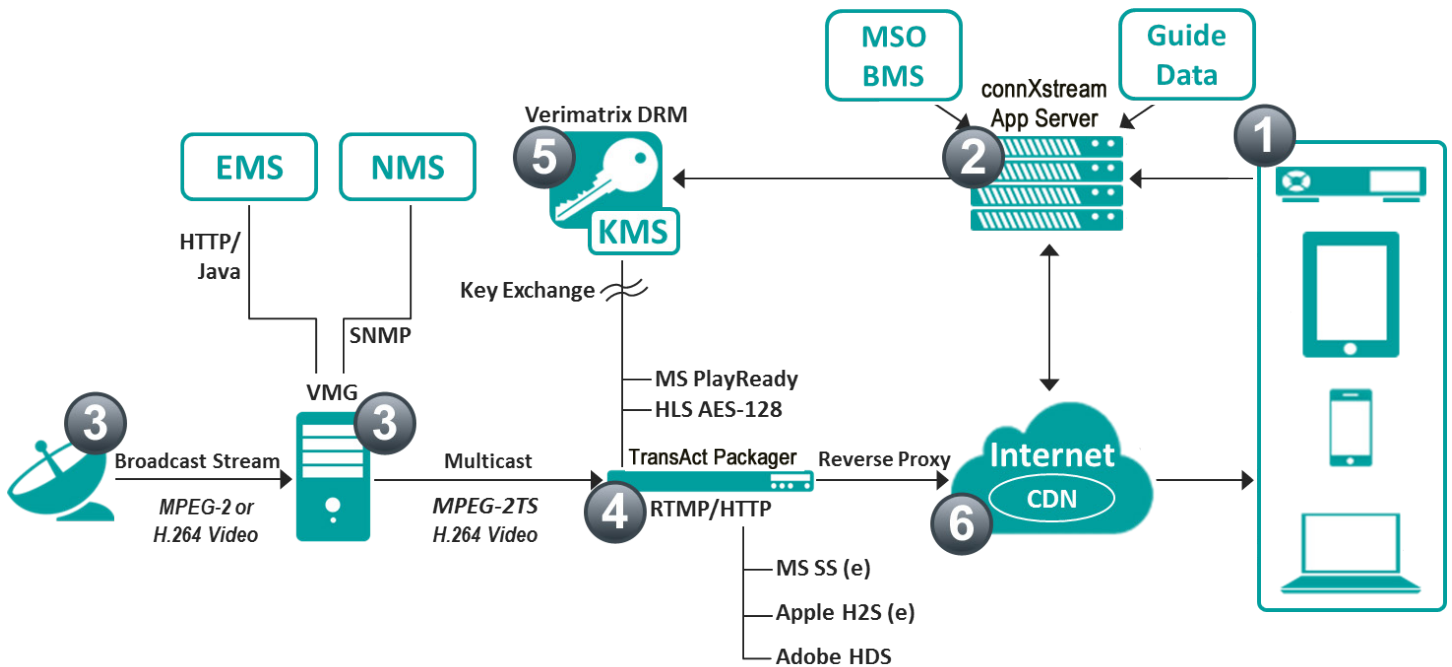 MSO
BMS
Guide
Data
connXstream
App Server
1
2
Verimatrix DRM
5
KMS
EMS
NMS
HTTP/
Java
SNMP
Key Exchange
MS PlayReady
HLS AES-128
VMG
3
3
Broadcast Stream
MPEG-2 or
H.264 Video
Multicast
MPEG-2TS
H.264 Video
TransAct Packager
4
RTMP/HTTP
MS SS (e)
Apple H2S (e)
Adobe HDS
Reverse Proxy
Internet
CDN
6